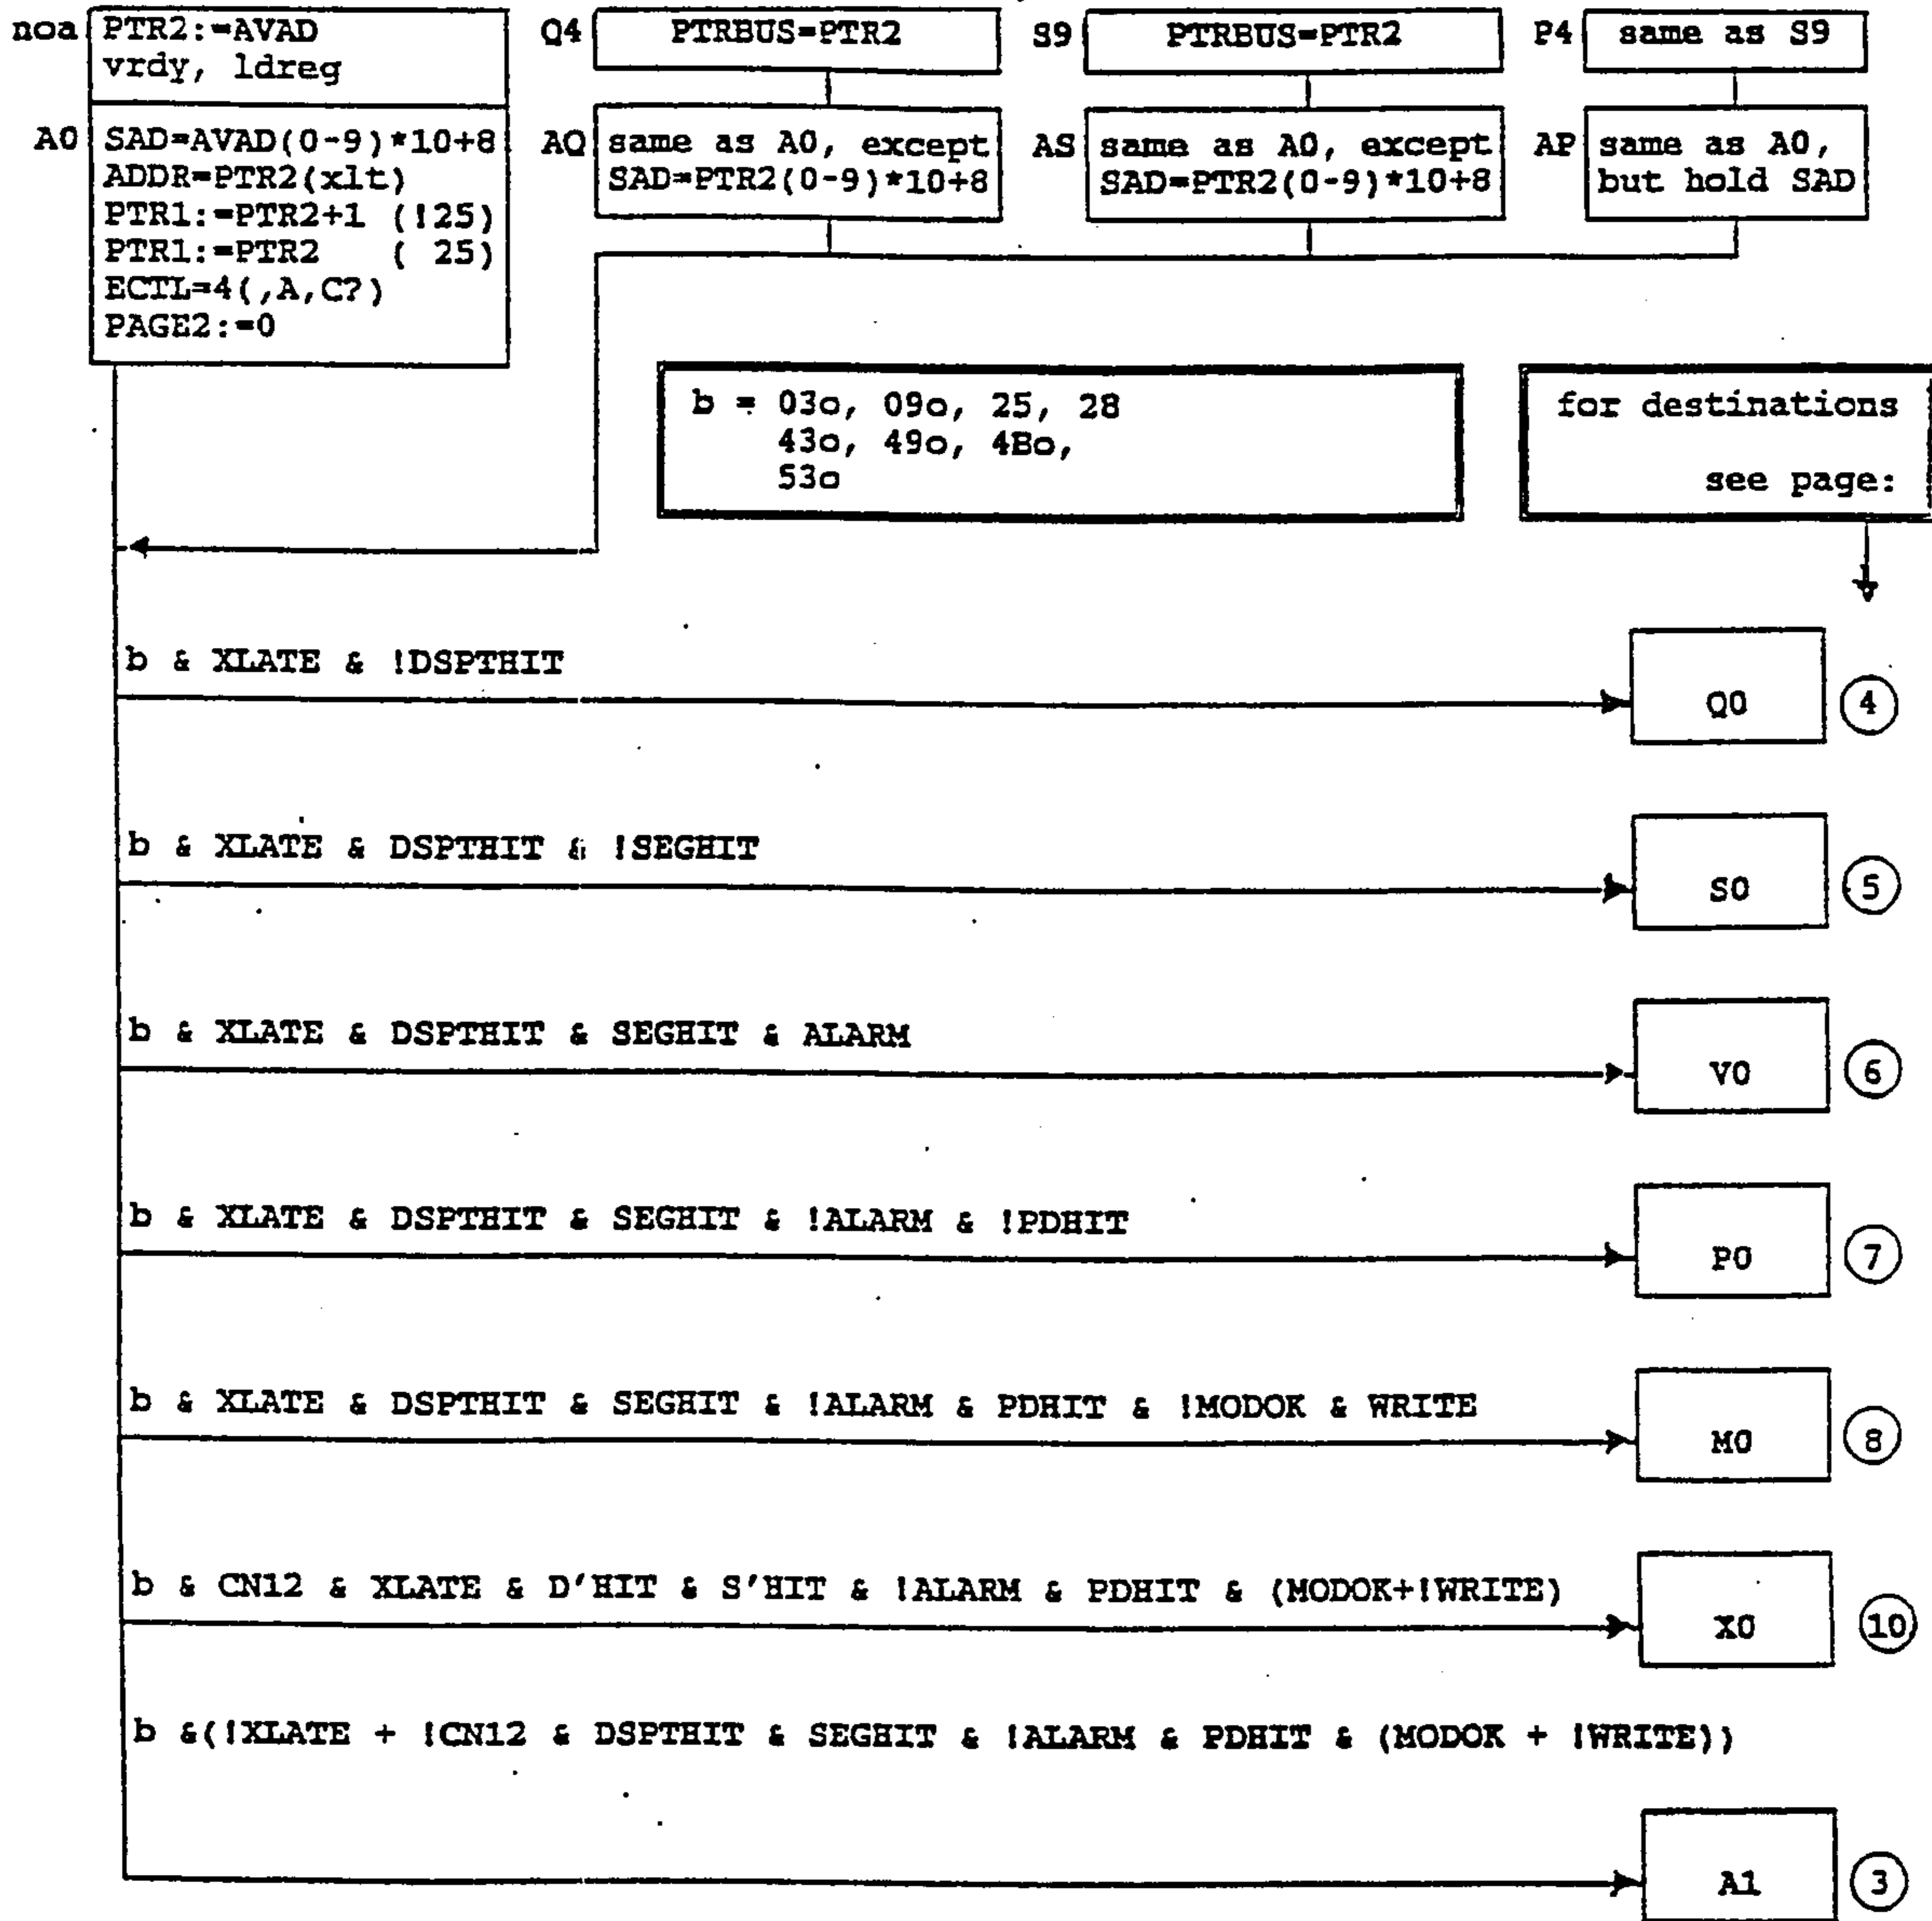 noa
PTR2:=AVAD
vrdy, ldreg
A0
SAD=AVAD(0-9)*10+8
ADDR=PTR2(xlt)
PTR1:=PTR2+1 (!25)
PTR1:=PTR2 ( 25)
ECTL=4(,A,C?)
PAGE2:=0
Q4
PTRBUS=PTR2
AQ
same as A0, except
SAD=PTR2(0-9)*10+8
S9
PTRBUS=PTR2
AS
same as A0, except
SAD=PTR2(0-9)*10+8
P4
same as S9
AP
same as A0,
but hold SAD
b = 03o, 09o, 25, 28
43o, 49o, 4Bo,
53o
for destinations
see page:
b & XLATE & !DSPTHIT
Q0
4
b & XLATE & DSPTHIT & !SEGHIT
S0
5
b & XLATE & DSPTHIT & SEGHIT & ALARM
V0
6
b & XLATE & DSPTHIT & SEGHIT & !ALARM & !PDHIT
P0
7
b & XLATE & DSPTHIT & SEGHIT & !ALARM & PDHIT & !MODOK & WRITE
M0
8
b & CN12 & XLATE & D'HIT & S'HIT & !ALARM & PDHIT & (MODOK+!WRITE)
X0
10
b &(!XLATE + !CN12 & DSPTHIT & SEGHIT & !ALARM & PDHIT & (MODOK + !WRITE))
A1
3